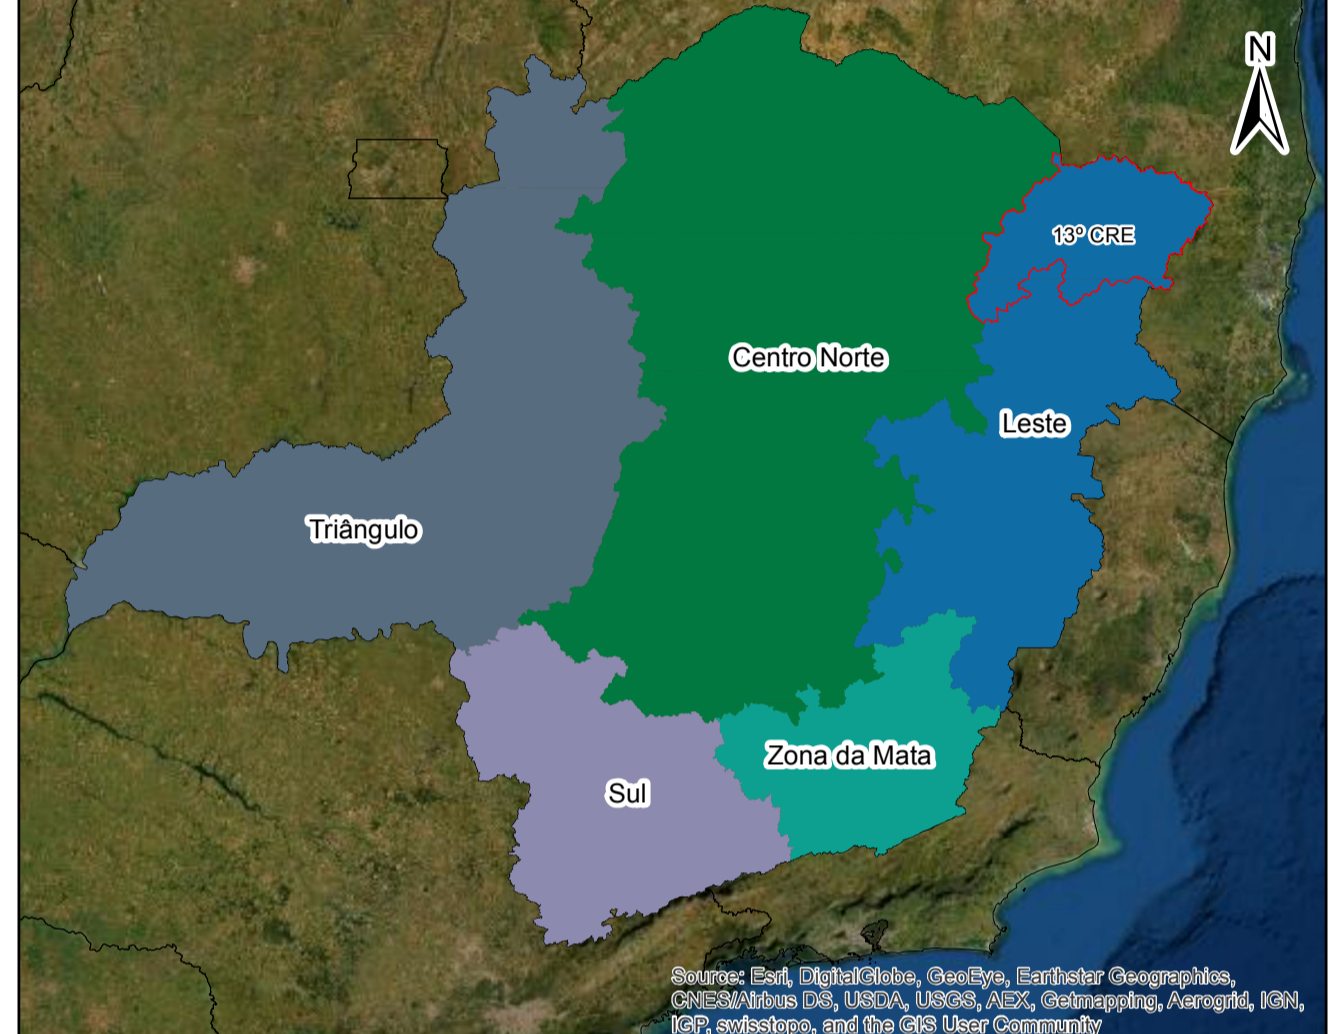 N
13º CRE
Centro Norte
Leste
Triângulo
Zona da Mata
Sul
Source: Esri, DigitalGlobe, GeoEye, Earthstar Geographics,
CNES/Airbus DS, USDA, USGS, AEX, Getmapping, Aerogrid, IGN,
IGP, swisstopo, and the GIS User Community